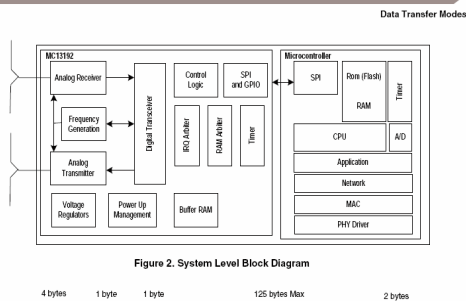 Data Transfer Modes
MC13192
Microcontroller
Analog Receiver
Frequency
Generation
Analog
Transmitter
Digital Transceiver
Control
Logic
SPI
and GPIO
IRQ Arbiter
RAM Arbiter
Timer
Voltage
Regulators
Power Up
Management
Buffer RAM
SPI
Rom (Flash)
RAM
Timer
CPU
A/D
Application
Network
MAC
PHY Driver
Figure 2. System Level Block Diagram
4 bytes 1 byte 1 byte 125 bytes Max 2 bytes